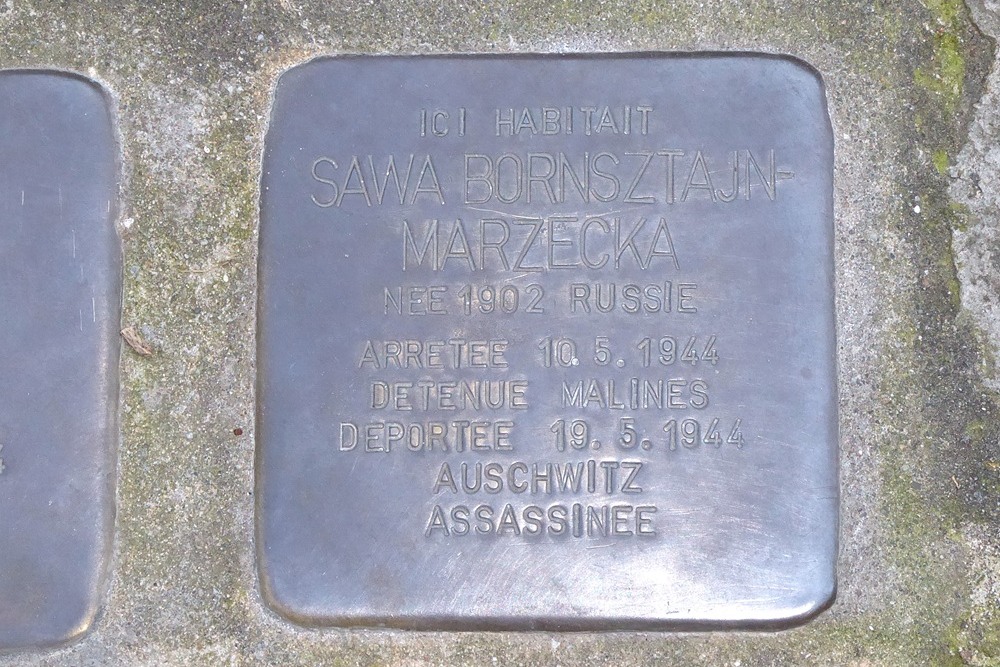 ICI HABITAIT
SAWA BORNSZTAJN-
MARZECKA
NEE 1902 RUSSIE
ARRETEE 10.5.1944
DETENUE MALINES
DEPORTEE 19.5.1944
AUSCHWITZ
ASSASSINEE